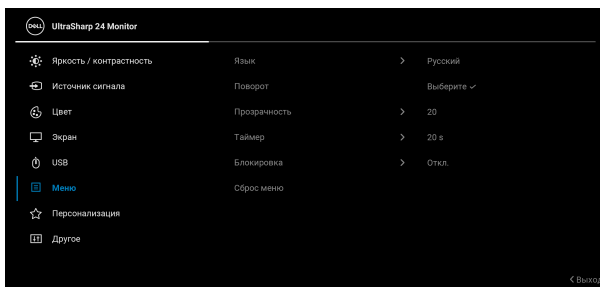 DELL UltraSharp 24 Monitor
Яркость / контрастность Язык Русский
Источник сигнала Поворот Выберите
Цвет Прозрачность 20
Экран Таймер 20 s
USB Блокировка Откл.
Меню Сброс меню
Персонализация
Другое
Выход